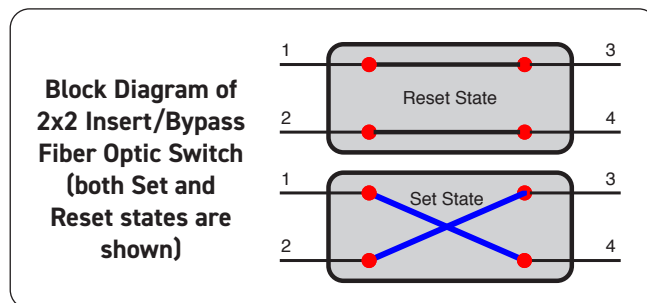 Block Diagram of
2x2 Insert/Bypass
Fiber Optic Switch
(both Set and
Reset states are
shown)
1
3
Reset State
2
4
1
3
Set State
2
4